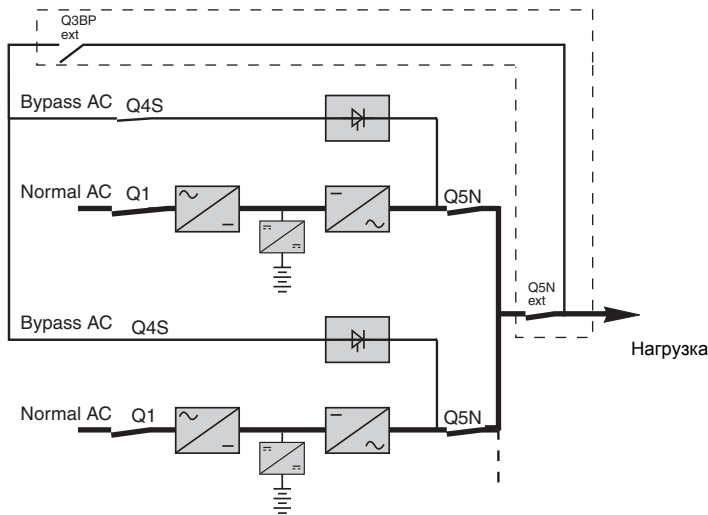 Q3BP
ext
Bypass AC Q4S
Normal AC Q1
Q5N
Q5N
ext
Нагрузка
Bypass AC Q4S
Normal AC Q1
Q5N